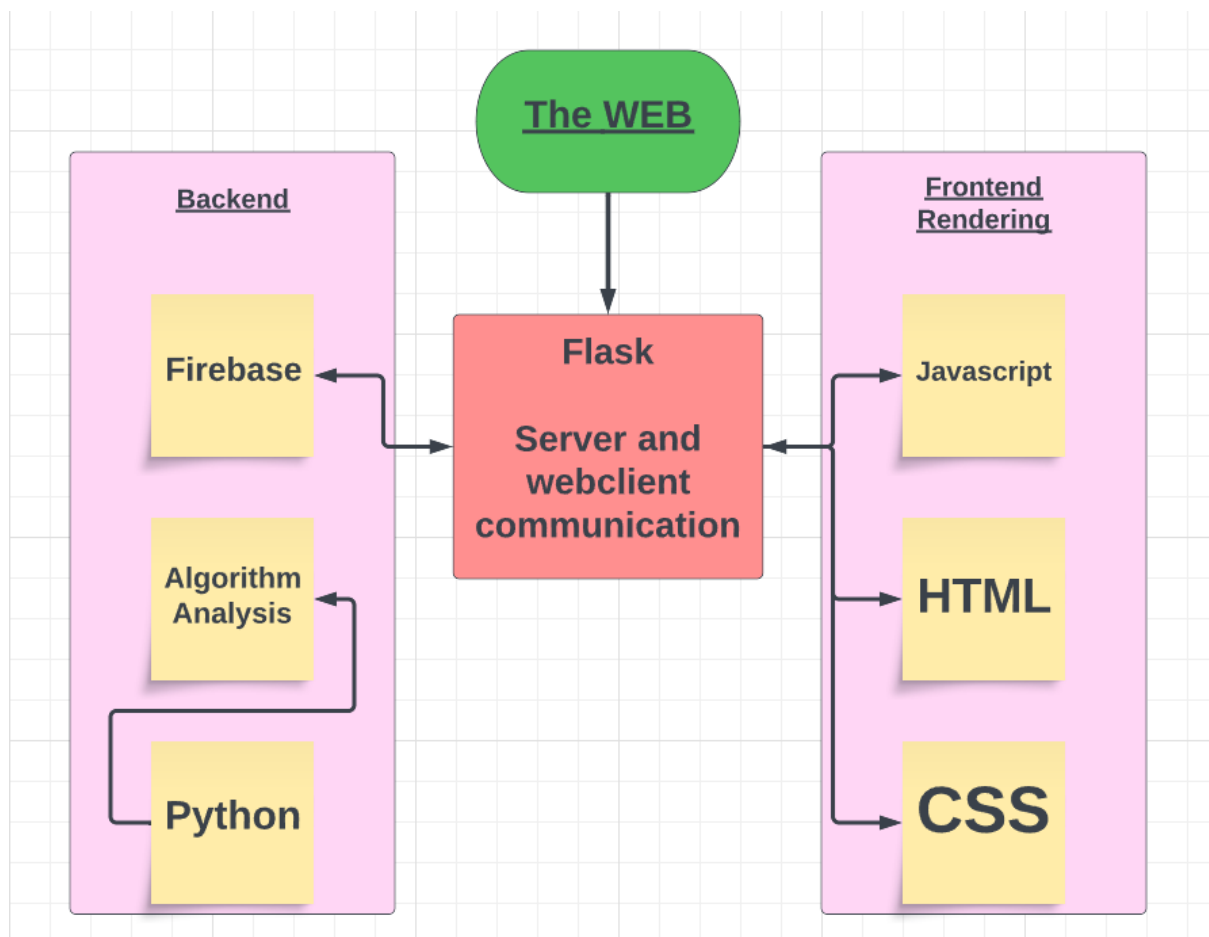 The WEB
Backend
Firebase
Algorithm
Analysis
Python
Flask
Server and
webclient
communication
Frontend
Rendering
Javascript
HTML
CSS